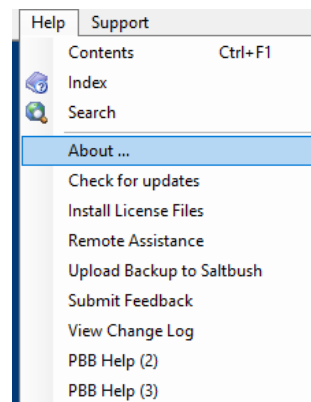 Help Support
Contents Ctrl+F1
Index
Search
About ...
Check for updates
Install License Files
Remote Assistance
Upload Backup to Saltbush
Submit Feedback
View Change Log
PBB Help (2)
PBB Help (3)